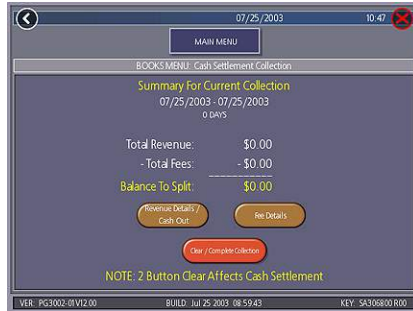 07/25/2003 10:47
MAIN MENU
BOOKS MENU: Cash Settlement Collection
Summary For Current Collection
07/25/2003 - 07/25/2003
0 DAYS
Total Revenue: $0.00
- Total Fees: - $0.00
Balance To Split: $0.00
Revenue Details /
Cash Out
Fee Details
Clear / Complete Collection
NOTE: 2 Button Clear Affects Cash Settlement
VER: PG3002-01V12.00 BUILD: Jul 25 2003 08:59:43 KEY: SA306800 R00